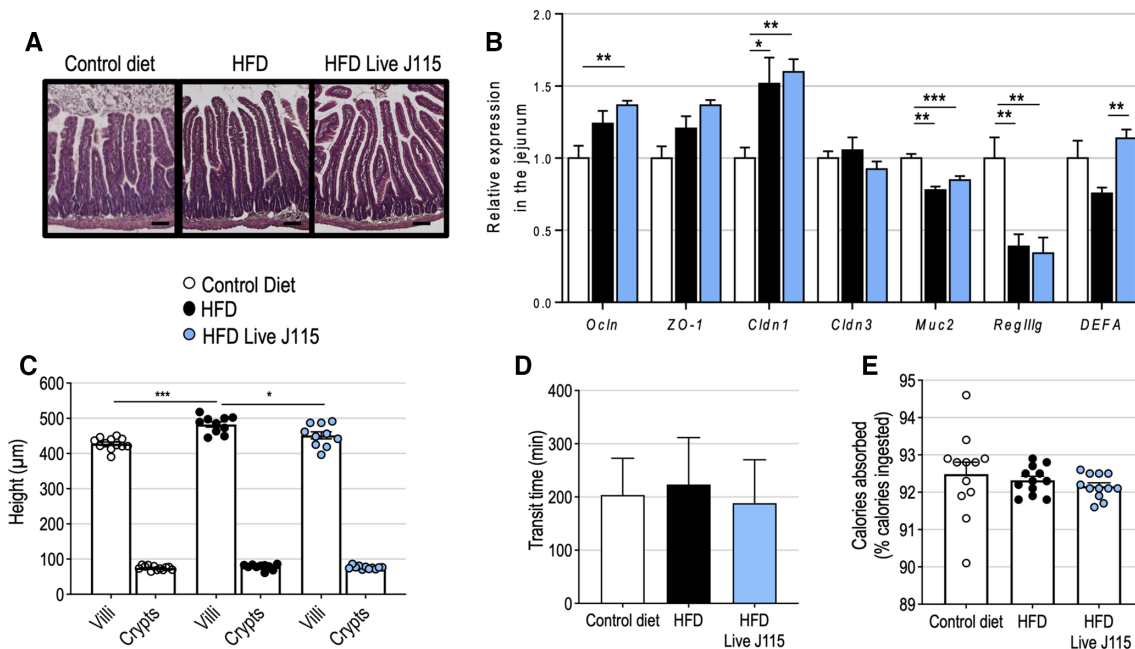 A
Control diet
HFD
HFD Live J115
Control Diet
HFD
HFD Live J115
B
Relative expression
in the jejunum
2.0
1.5
1.0
0.5
0.0
**
*
**
**
***
**
**
**
Ocln
ZO-1
Cldn1
Cldn3
Muc2
RegIIIg
DEFA
C
Height (µm)
600
500
400
300
200
100
0
***
*
Villi
Crypts
Villi
Crypts
Villi
Crypts
D
Transit time (min)
400
300
200
100
0
Control diet
HFD
HFD
Live J115
E
Calories absorbed
(% calories ingested)
95
94
93
92
91
90
89
Control diet
HFD
HFD
Live J115